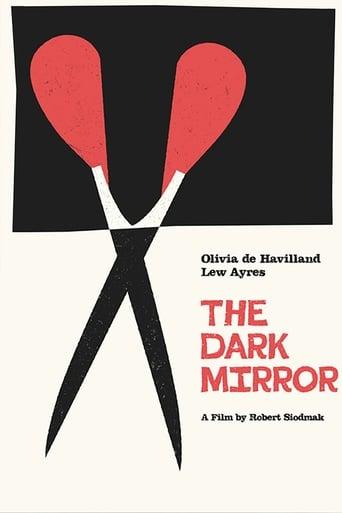 Olivia de Havilland
Lew Ayres
THE
DARK
MIRROR
A Film by Robert Siodmak